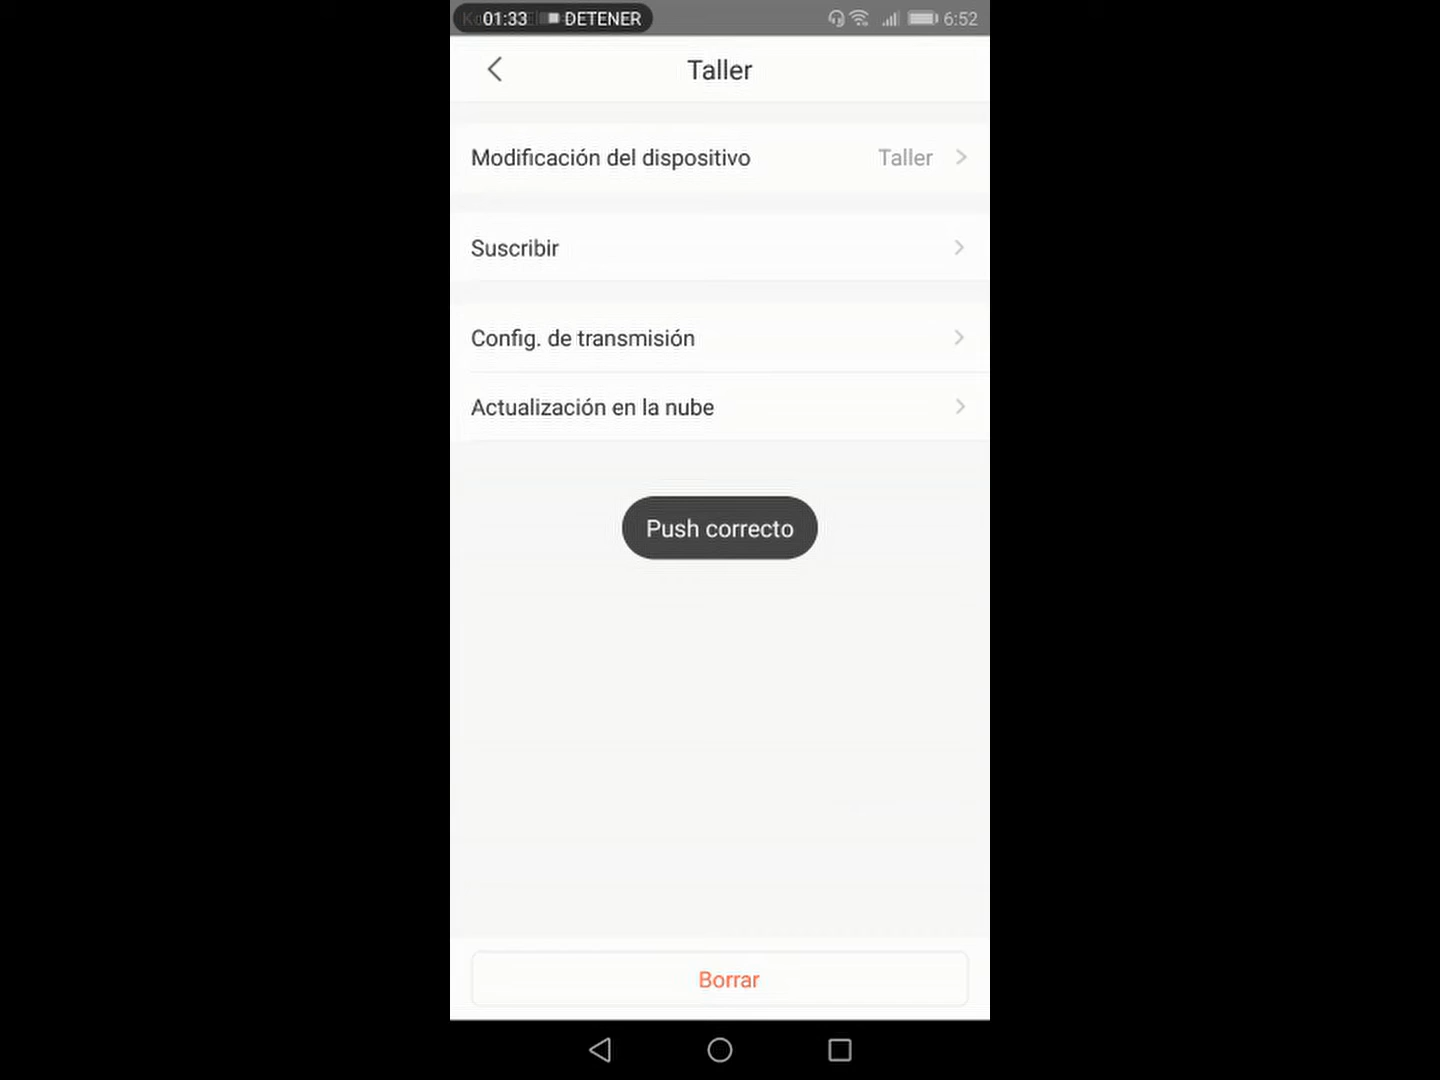 01:33 DETENER 6:52
Taller
Modificación del dispositivo Taller
Suscribir
Config. de transmisión
Actualización en la nube
Push correcto
Borrar